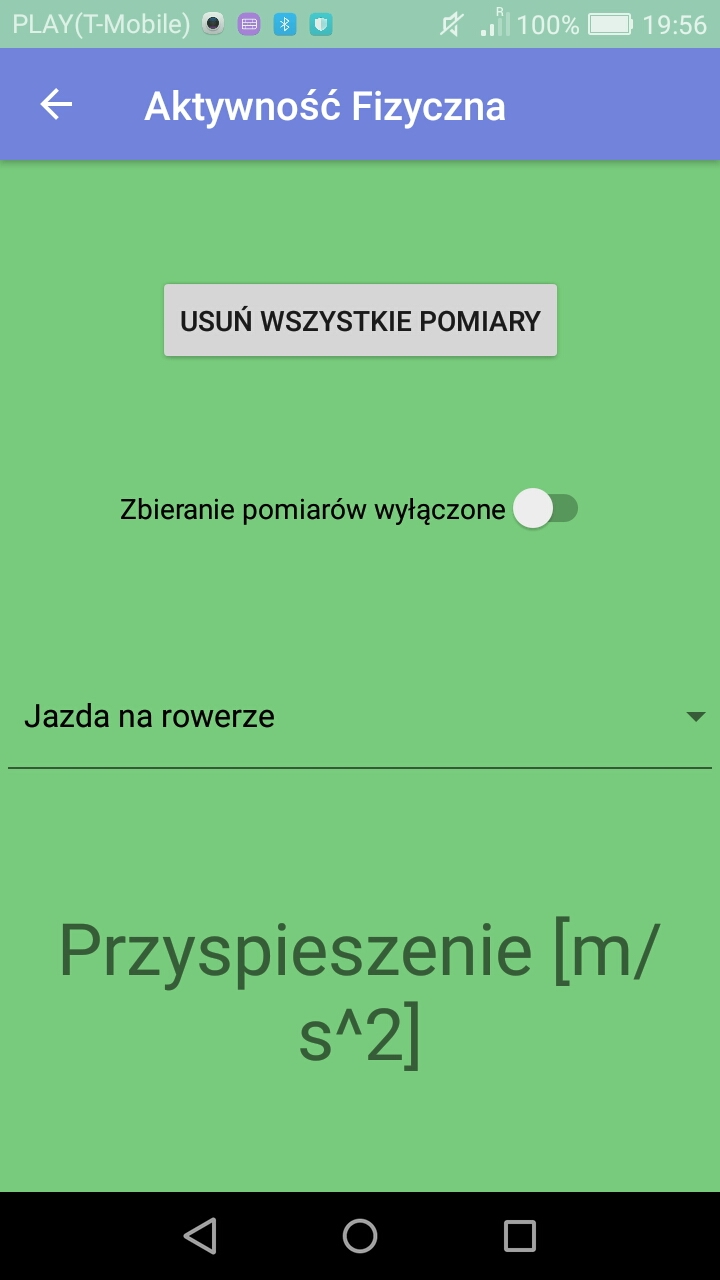 PLAY(T-Mobile) R 100% 19:56
Aktywność Fizyczna
USUŃ WSZYSTKIE POMIARY
Zbieranie pomiarów wyłączone
Jazda na rowerze
Przyspieszenie [m/
s^2]